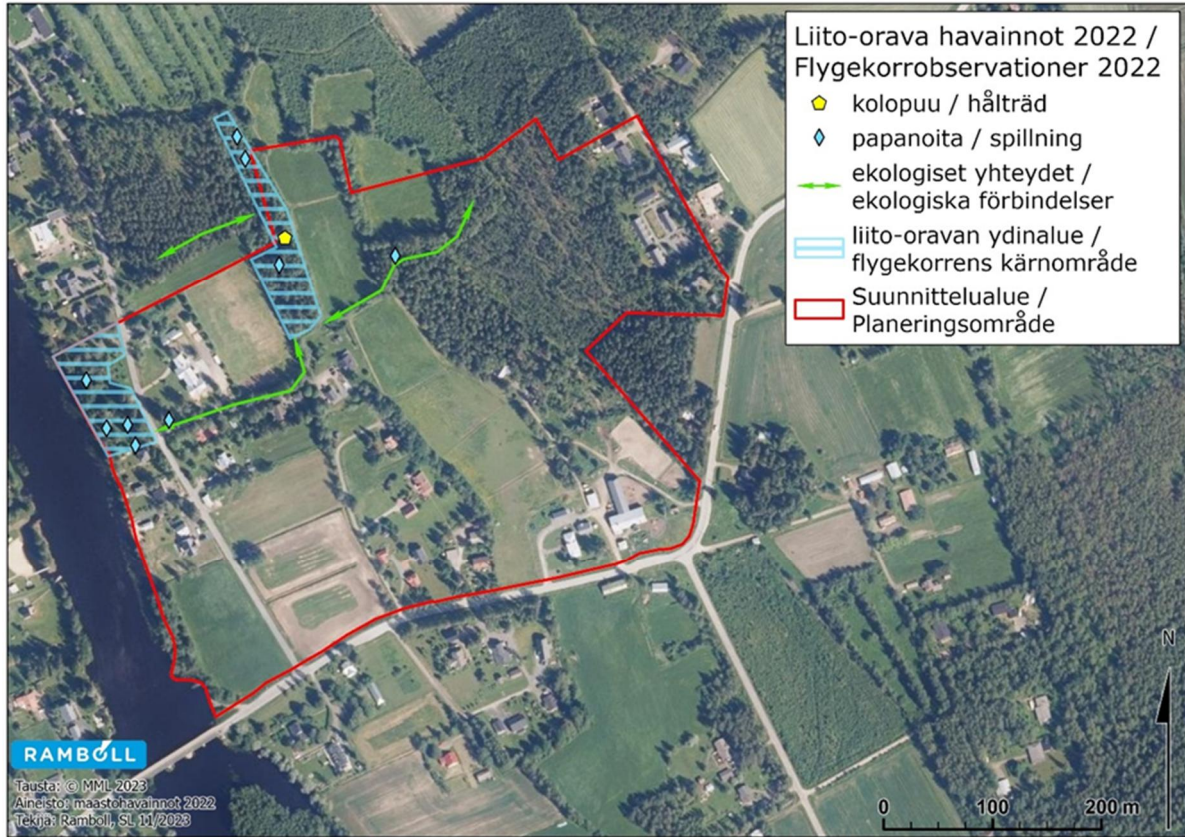 Liito-orava havainnot 2022 /
Flygekorrobservationer 2022
kolopuu / hålträd
papanoita / spillning
ekologiset yhteydet /
ekologiska förbindelser
liito-oravan ydinalue /
flygekorrens kärnområde
Suunnittelualue /
Planeringsområde
N
RAMBOLL
Tausta: © MML 2023
Aineisto: maastohavainnot 2022
Tekijä: Ramboll, SL 11/2023
0 100 200 m